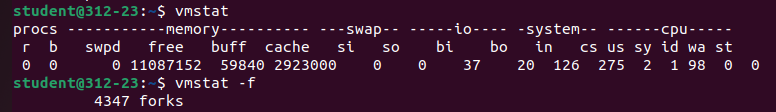 student@312-23:~$ vmstat
procs -----------memory---------- ---swap-- -----io---- -system-- ------cpu-----
 r  b   swpd   free   buff  cache   si   so    bi    bo   in   cs us sy id wa st
 0  0      0 11087152  59840 2923000    0    0    37    20  126  275  2  1 98  0  0
student@312-23:~$ vmstat -f
         4347 forks